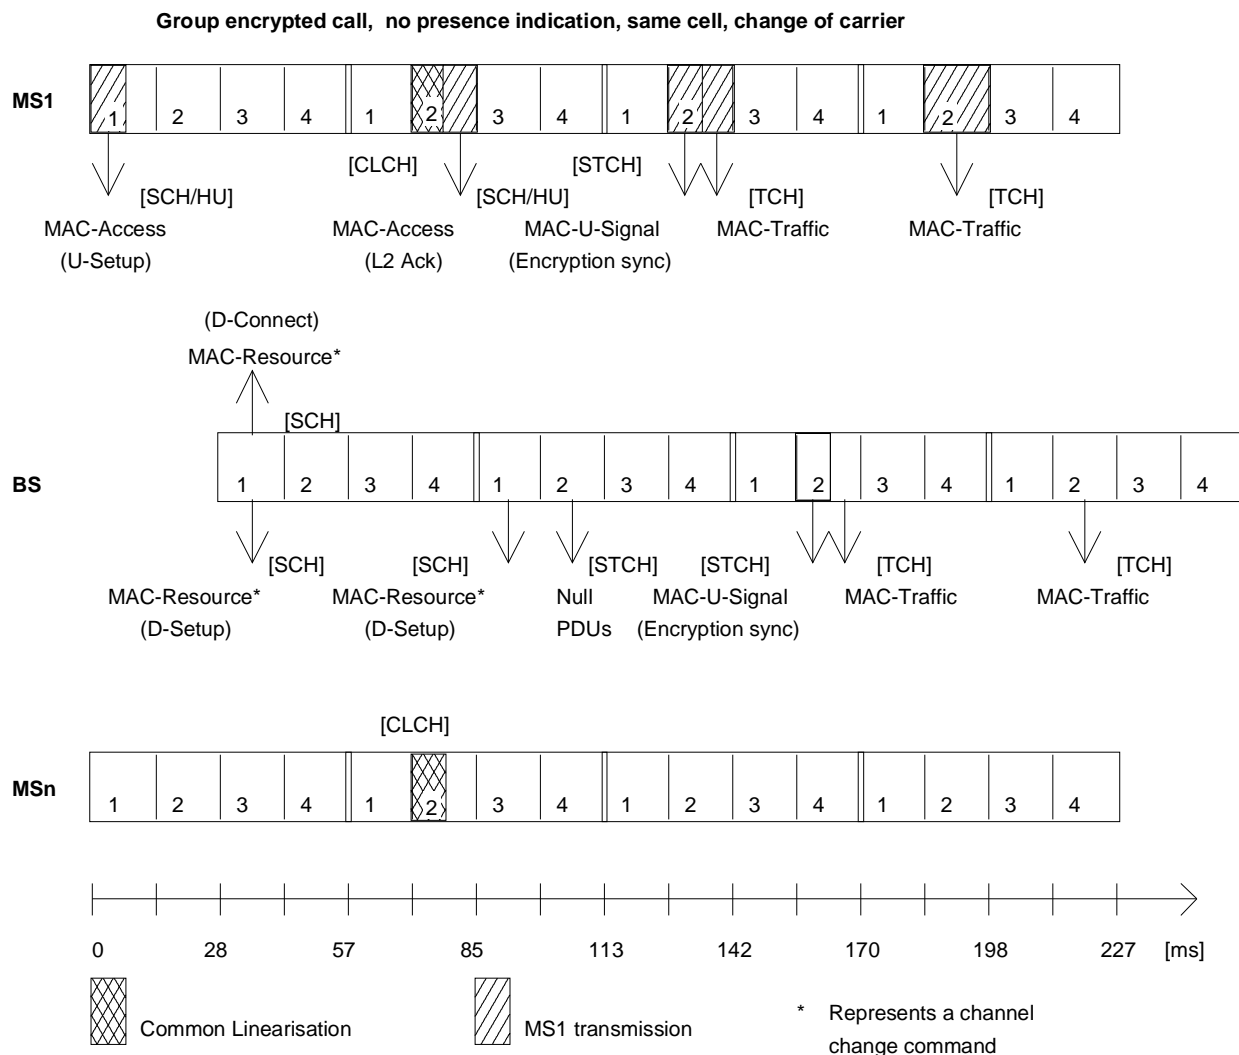 Group encrypted call, no presence indication, same cell, change of carrier
MS1
1 2 3 4 1 2 3 4 1 2 3 4 1 2 3 4
[CLCH] [STCH]
[SCH/HU] [SCH/HU] [TCH] [TCH]
MAC-Access MAC-Access MAC-U-Signal MAC-Traffic MAC-Traffic
(U-Setup) (L2 Ack) (Encryption sync)
(D-Connect)
MAC-Resource*
[SCH]
BS
1 2 3 4 1 2 3 4 1 2 3 4 1 2 3 4
[SCH] [SCH] [STCH] [STCH] [TCH] [TCH]
MAC-Resource* MAC-Resource* Null MAC-U-Signal MAC-Traffic MAC-Traffic
(D-Setup) (D-Setup) PDUs (Encryption sync)
[CLCH]
MSn
1 2 3 4 1 2 3 4 1 2 3 4 1 2 3 4
0 28 57 85 113 142 170 198 227 [ms]
Common Linearisation
MS1 transmission
* Represents a channel
change command